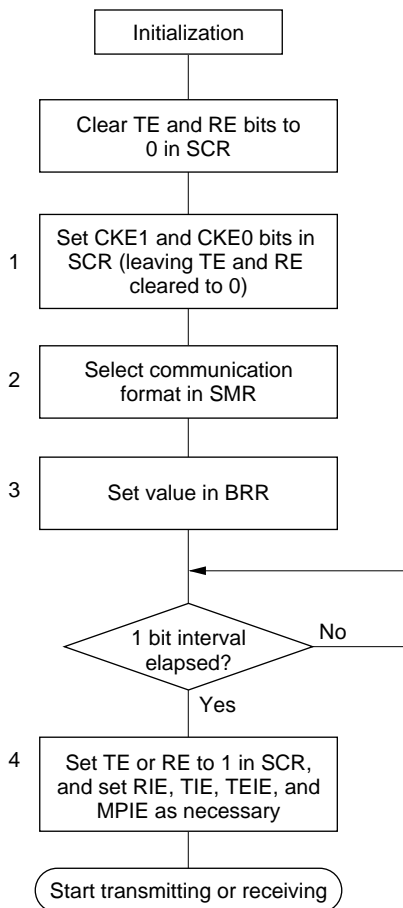 Initialization
Clear TE and RE bits to
0 in SCR
1
Set CKE1 and CKE0 bits in
SCR (leaving TE and RE
cleared to 0)
2
Select communication
format in SMR
3
Set value in BRR
1 bit interval
elapsed?
No
Yes
4
Set TE or RE to 1 in SCR,
and set RIE, TIE, TEIE, and
MPIE as necessary
Start transmitting or receiving